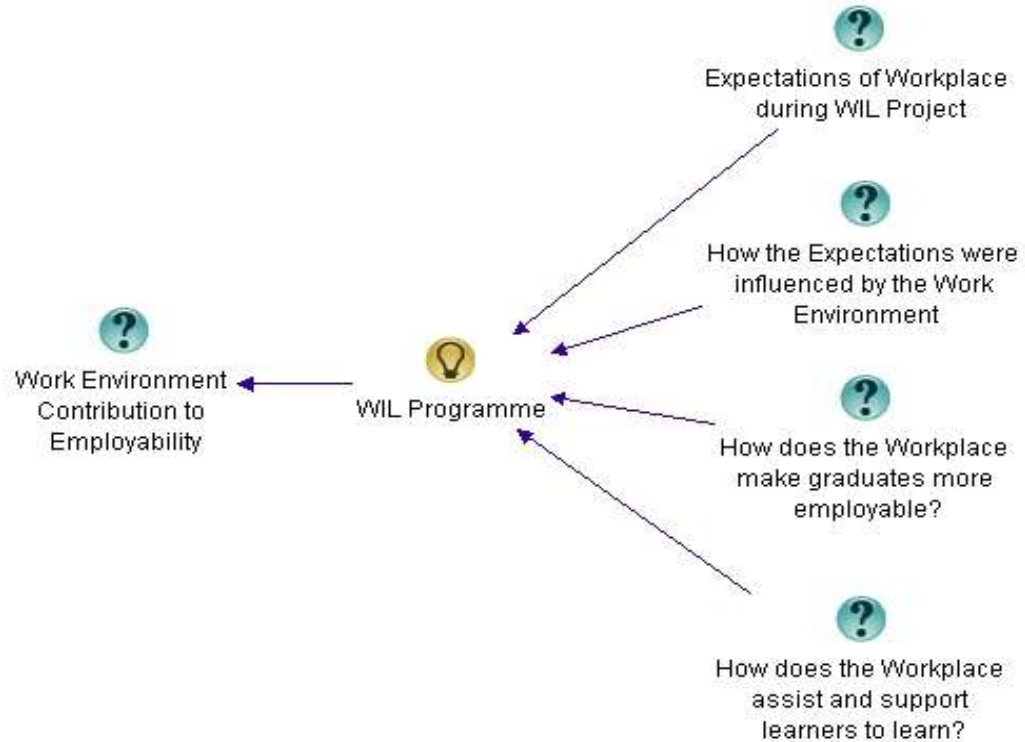 Expectations of Workplace
during WIL Project
How the Expectations were
influenced by the Work
Environment
Work Environment
Contribution to
Employability
WIL Programme
How does the Workplace
make graduates more
employable?
How does the Workplace
assist and support
learners to learn?